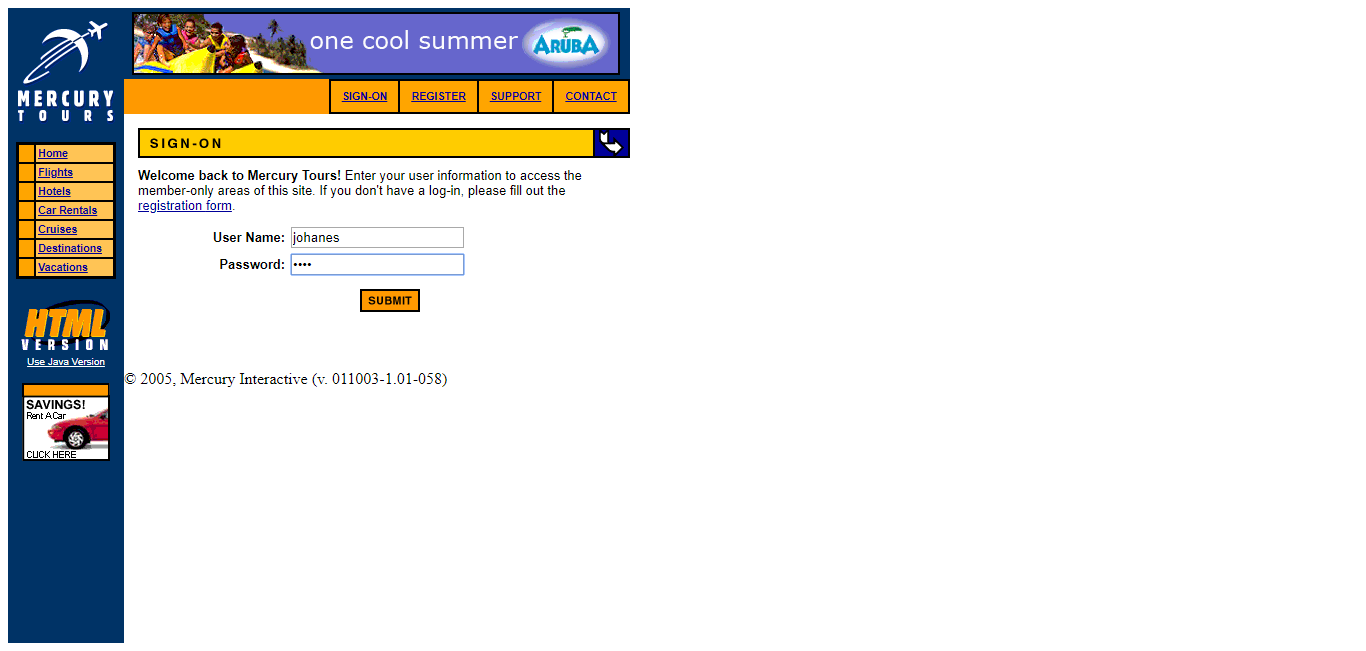 MERCURY
TOURS
one cool summer ARUBA
SIGN-ON REGISTER SUPPORT CONTACT
Home
Flights
Hotels
Car Rentals
Cruises
Destinations
Vacations
HTML
VERSION
Use Java Version
SAVINGS!
Rent A Car
CLICK HERE
SIGN-ON
Welcome back to Mercury Tours! Enter your user information to access the
member-only areas of this site. If you don't have a log-in, please fill out the
registration form.
User Name: johanes
Password: ••••
SUBMIT
© 2005, Mercury Interactive (v. 011003-1.01-058)